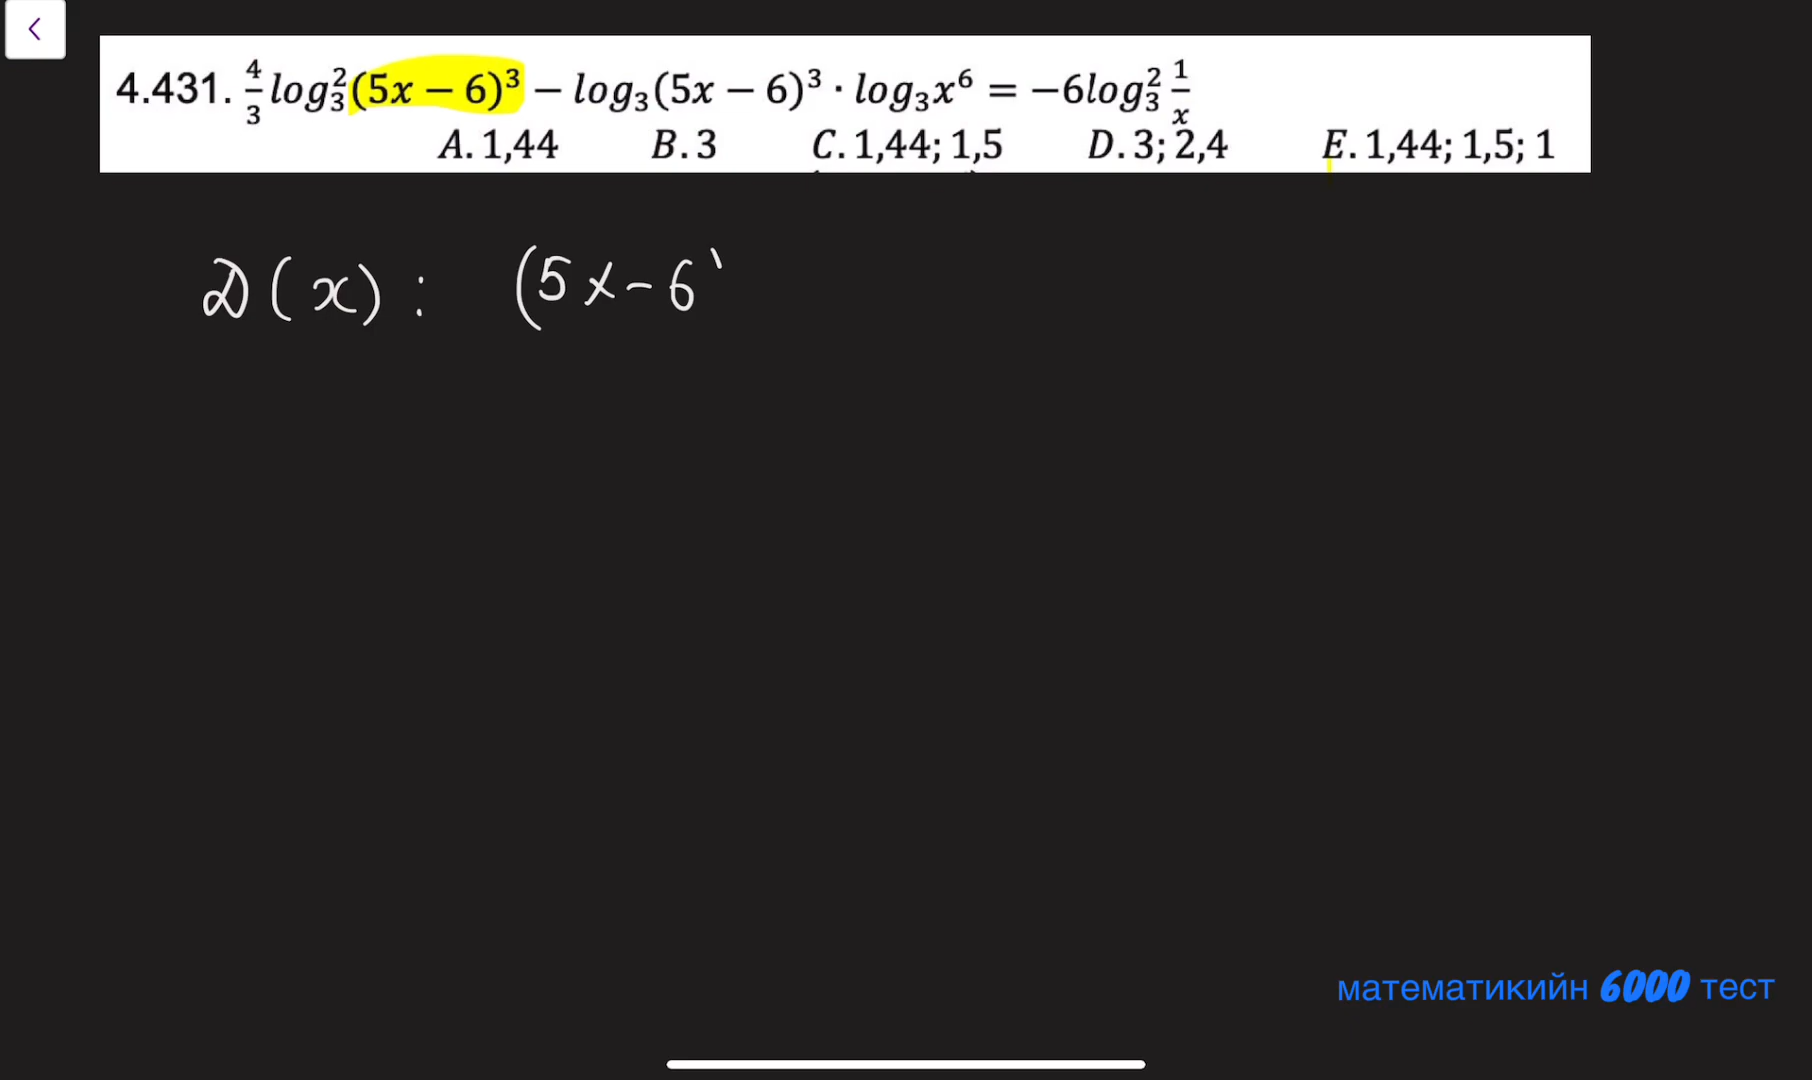 4.431. 4/3 log₃²(5x − 6)³ − log₃(5x − 6)³ · log₃x⁶ = −6log₃² 1/x
A. 1,44 B. 3 C. 1,44; 1,5 D. 3; 2,4 E. 1,44; 1,5; 1
D(x): (5x-6
математикийн 6000 тест